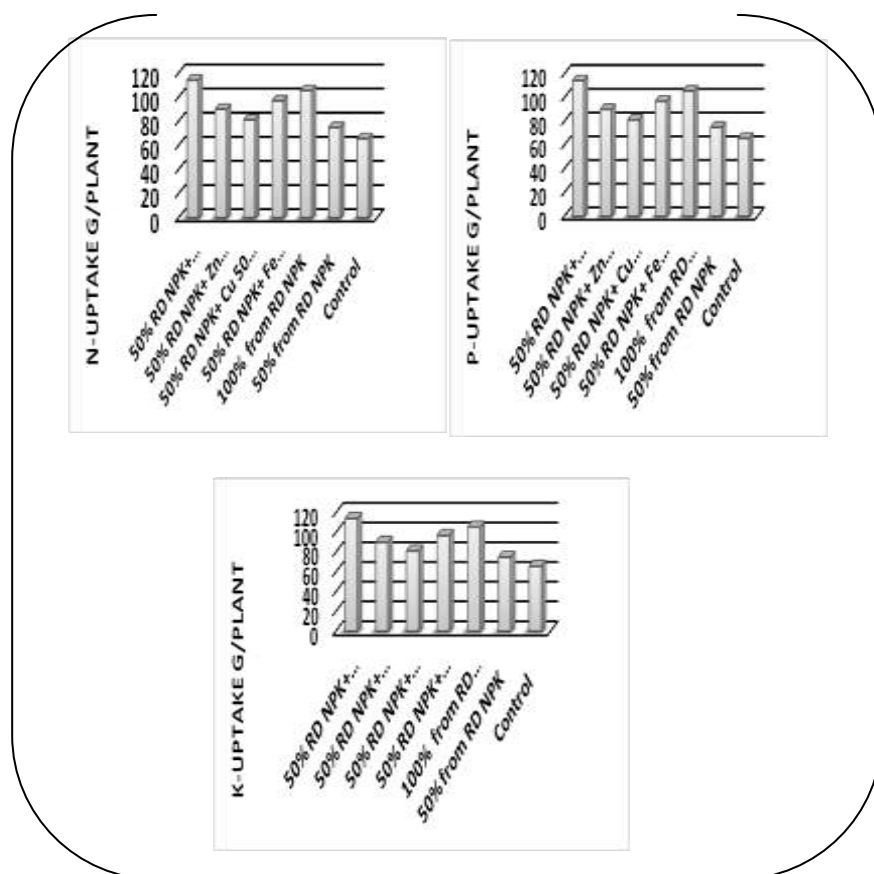 N-UPTAKE G/PLANT
120
100
80
60
40
20
0
50% RD NPK+...
50% RD NPK+ Zn...
50% RD NPK+ Cu 50...
50% RD NPK+ Fe...
100% from RD NPK
50% from RD NPK
Control
P-UPTAKE G/PLANT
120
100
80
60
40
20
0
50% RD NPK+...
50% RD NPK+ Zn...
50% RD NPK+ Cu...
50% RD NPK+ Fe...
100% from RD...
50% from RD NPK
Control
K-UPTAKE G/PLANT
120
100
80
60
40
20
0
50% RD NPK+...
50% RD NPK+...
50% RD NPK+...
50% RD NPK+...
100% from RD...
50% from RD NPK
Control